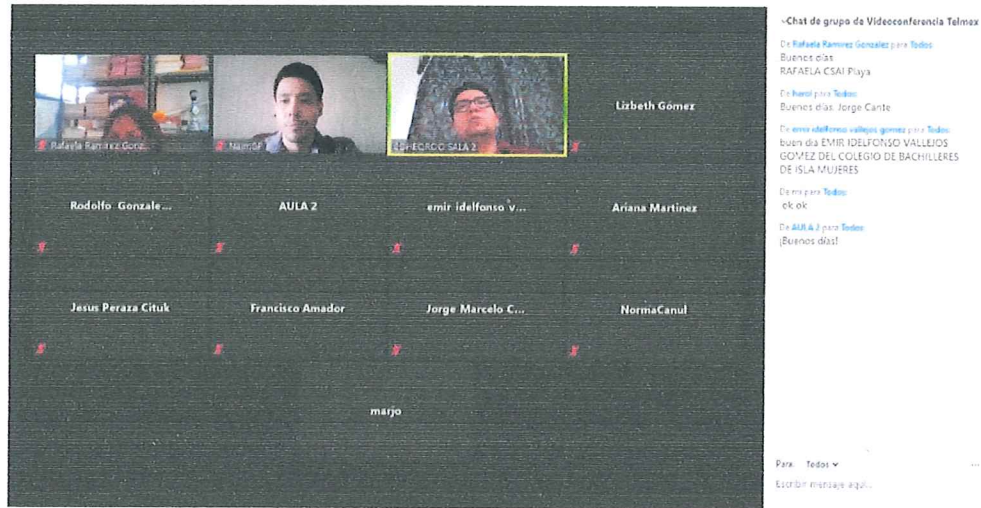 Chat de grupo de Videoconferencia Telmex
De Rafaela Ramirez Gonzalez para Todos
Buenos días
RAFAELA CSAI Playa
De harol para Todos
Buenos días. Jorge Cante.
De emir idelfonso vallejos gomez para Todos
buen dia EMIR IDELFONSO VALLEJOS
GOMEZ DEL COLEGIO DE BACHILLERES
DE ISLA MUJERES
De mi para Todos
ok ok
De AULA 2 para Todos
¡Buenos días!
Para: Todos
Escribir mensaje aquí...
Rafaela Ramirez Gonz...
NaimGP
SALA 2
Lizbeth Gómez
Rodolfo Gonzale...
AULA 2
emir idelfonso v...
Ariana Martinez
Jesus Peraza Cituk
Francisco Amador
Jorge Marcelo C...
NormaCanul
marjo